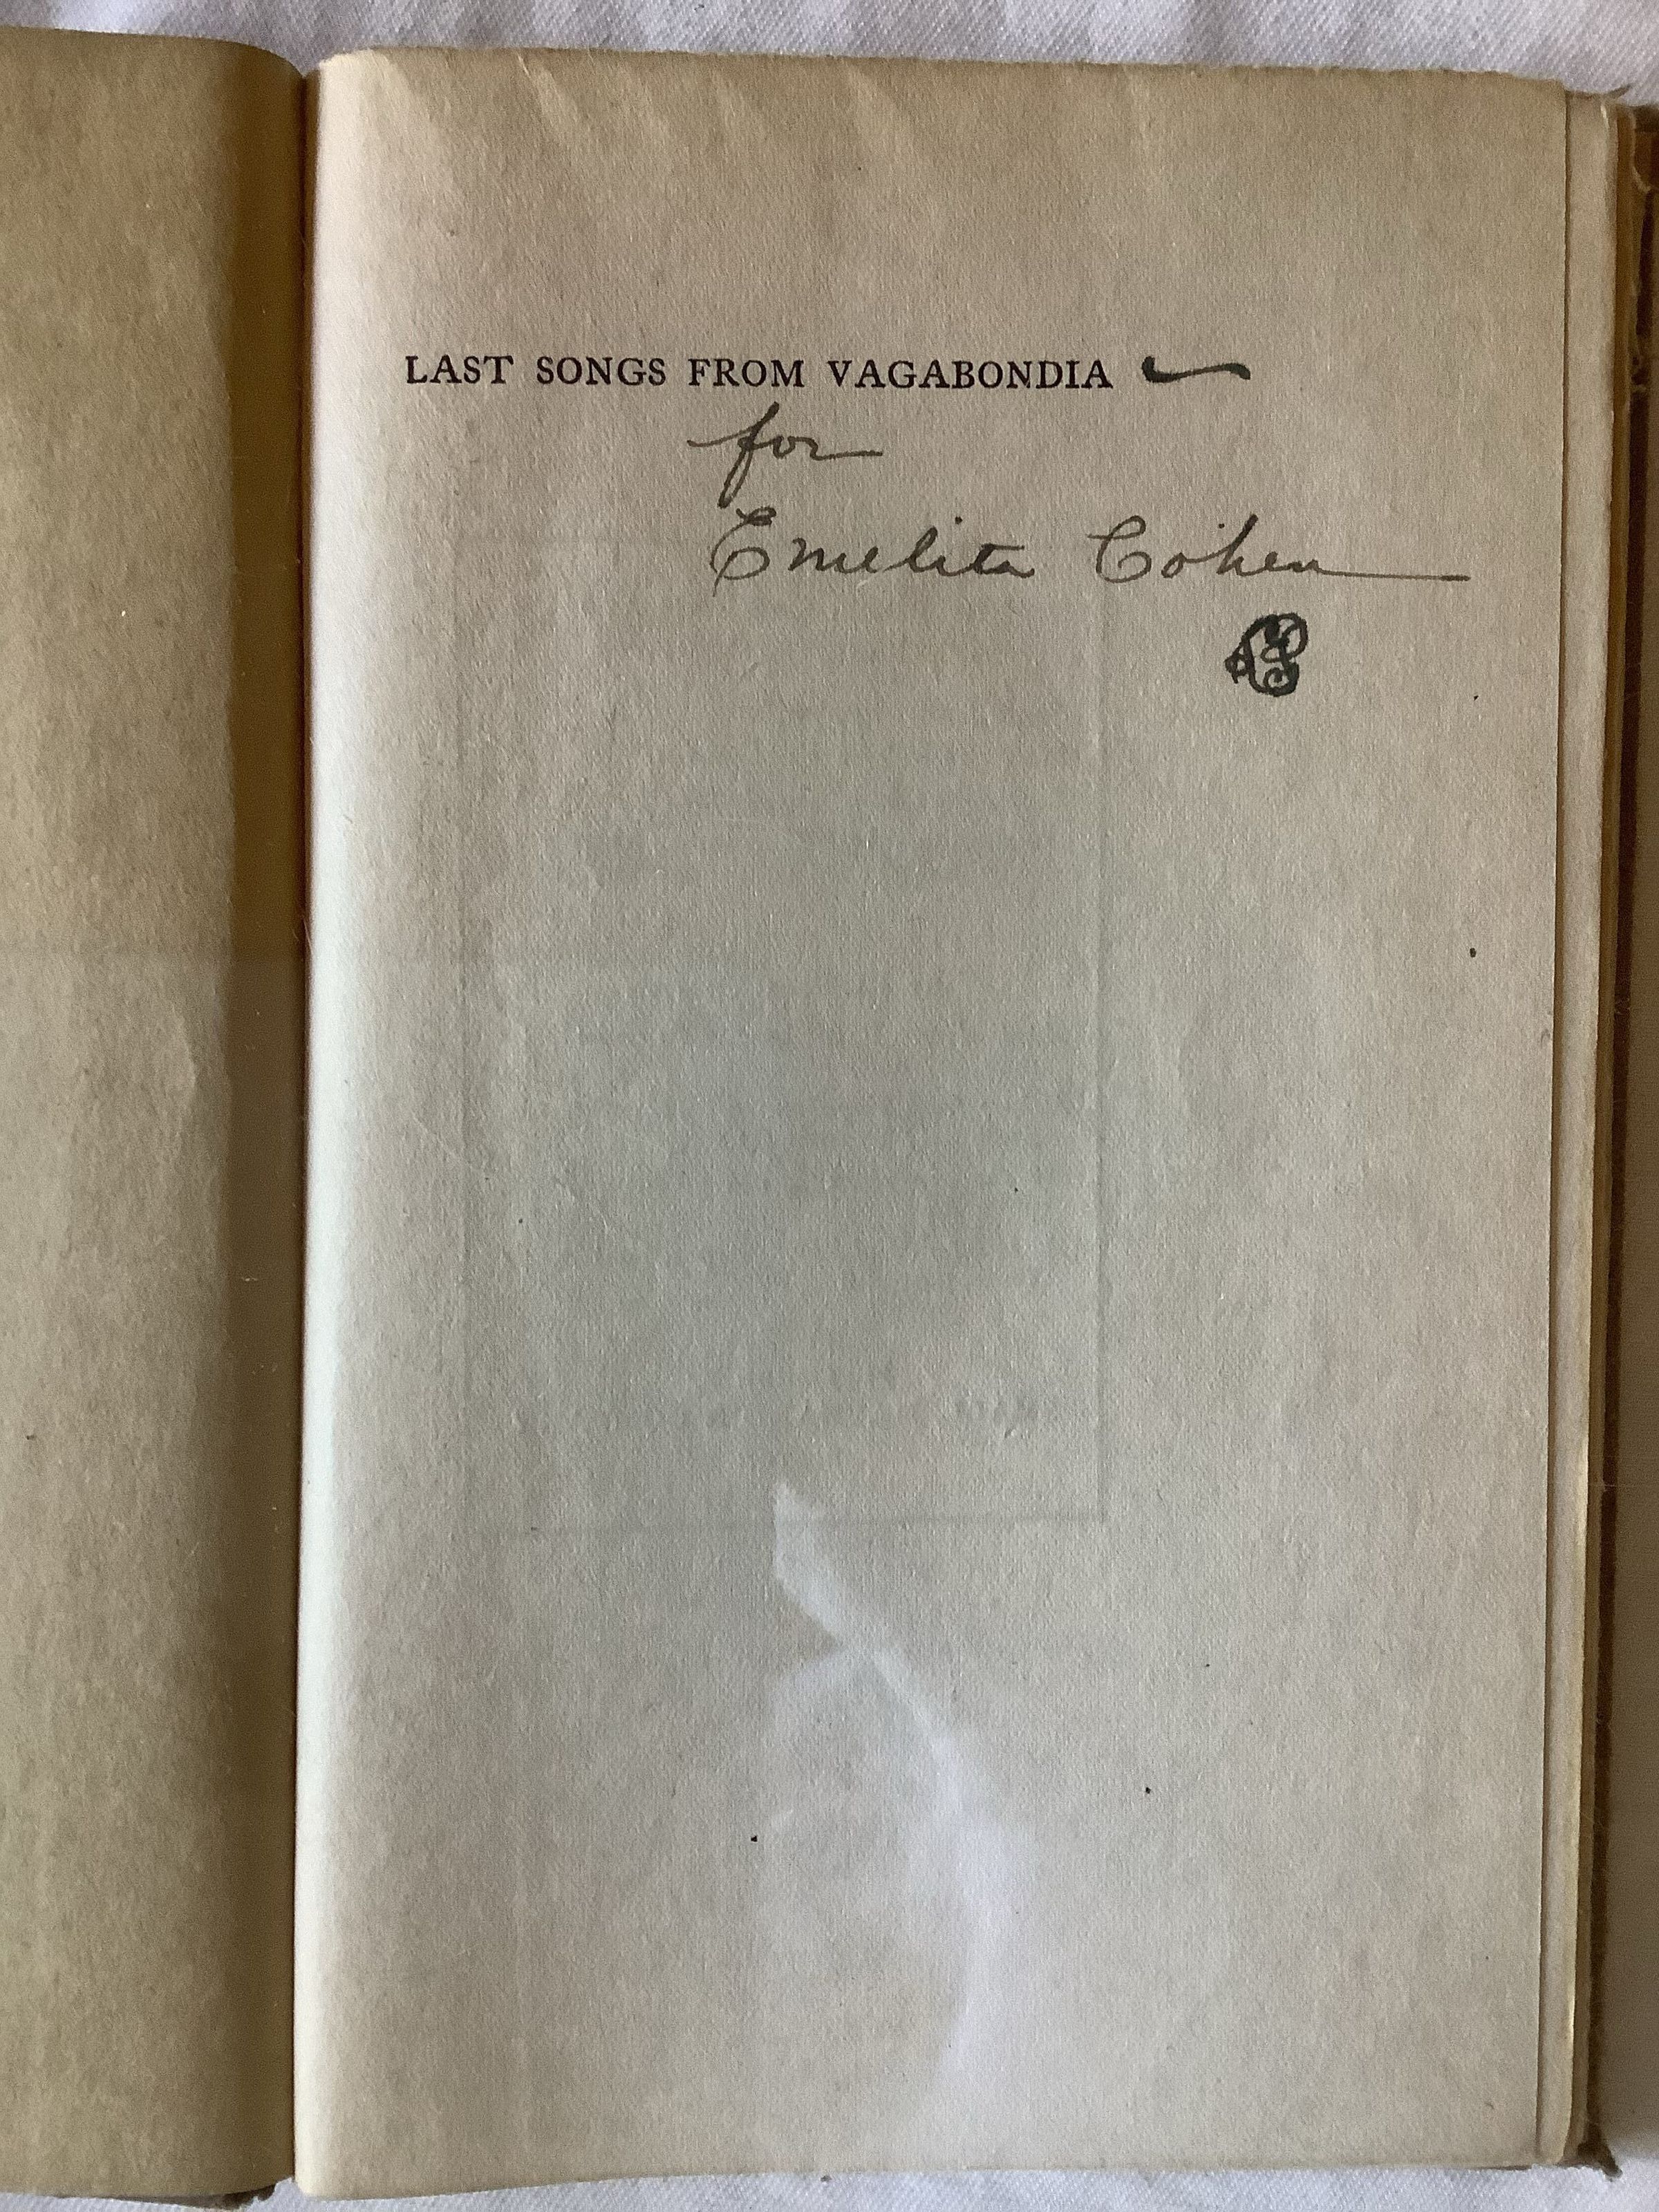 LAST SONGS FROM VAGABONDIA
for
Emelita Cohen